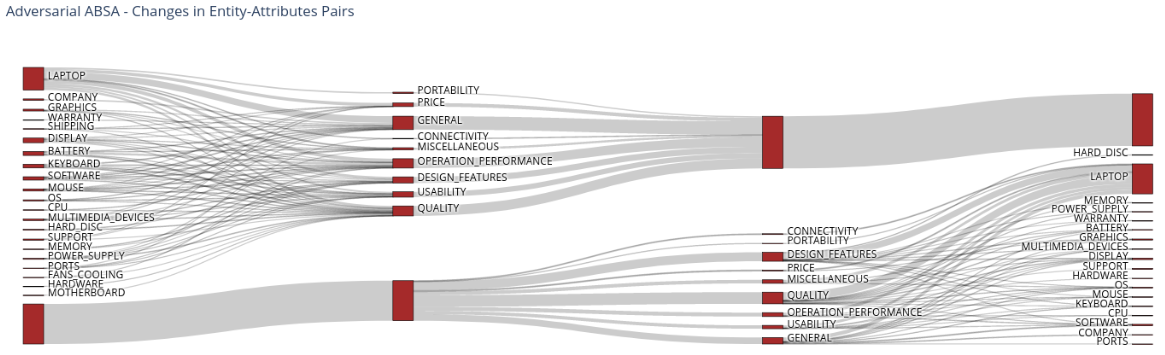 Adversarial ABSA - Changes in Entity-Attributes Pairs
LAPTOP
COMPANY
GRAPHICS
WARRANTY
SHIPPING
DISPLAY
BATTERY
KEYBOARD
SOFTWARE
MOUSE
OS
CPU
MULTIMEDIA_DEVICES
HARD_DISC
SUPPORT
MEMORY
POWER_SUPPLY
PORTS
FANS_COOLING
HARDWARE
MOTHERBOARD
PORTABILITY
PRICE
GENERAL
CONNECTIVITY
MISCELLANEOUS
OPERATION_PERFORMANCE
DESIGN_FEATURES
USABILITY
QUALITY
CONNECTIVITY
PORTABILITY
DESIGN_FEATURES
PRICE
MISCELLANEOUS
QUALITY
OPERATION_PERFORMANCE
USABILITY
GENERAL
HARD_DISC
LAPTOP
MEMORY
POWER_SUPPLY
WARRANTY
BATTERY
GRAPHICS
MULTIMEDIA_DEVICES
DISPLAY
SUPPORT
HARDWARE
OS
MOUSE
KEYBOARD
CPU
SOFTWARE
COMPANY
PORTS